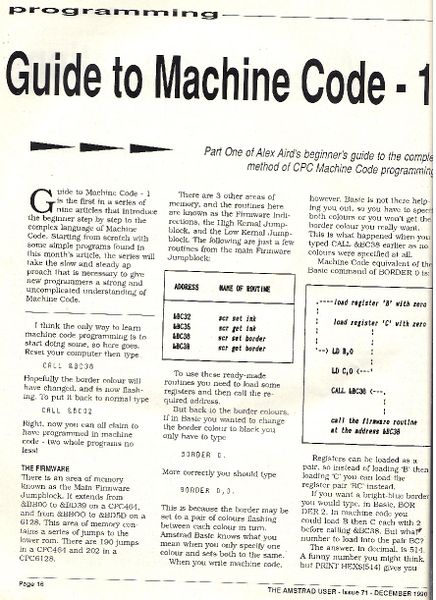 programming
Guide to Machine Code - 1
Part One of Alex Aird's beginner's guide to the comple
method of CPC Machine Code programming
Guide to Machine Code - 1
is the first in a series of
nine articles that introduce
the beginner step by step to the
complex language of Machine
Code. Starting from scratch with
some simple programs found in
this month's article, the series will
take the slow and steady ap
proach that is necessary to give
new programmers a strong and
uncomplicated understanding of
Machine Code.
I think the only way to learn
machine code programming is to
start doing some, so here goes.
Reset your computer then type
CALL &BC38
Hopefully the border colour will
have changed, and is now flash-
ing. To put it back to normal type
CALL &BC32
Right, now you can all claim to
have programmed in machine
code - two whole programs no
less!
THE FIRMWARE
There is an area of memory
known as the Main Firmware
Jumpblock. It extends from
&BB00 to &BD39 on a CPC464,
and from &BB00 to &BD5D on a
6128. This area of memory con-
tains a series of jumps to the
lower rom. There are 190 jumps
in a CPC464 and 202 in a
CPC6128.
There are 3 other areas of
memory, and the routines here
are known as the Firmware Indi-
rections, the High Kernal Jump-
block, and the Low Kernal Jump-
block. The following are just a few
routines from the main Firmware
Jumpblock:
ADDRESS NAME OF ROUTINE
&BC32 scr set ink
&BC35 scr get ink
&BC38 scr set border
&BC3B scr get border
To use these ready-made
routines you need to load some
registers and then call the re-
quired address.
But back to the border colours.
If in Basic you wanted to change
the border colour to black you
only have to type
BORDER 0.
More correctly you should type
BORDER 0,0.
This is because the border may be
set to a pair of colours flashing
between each colour in turn.
Amstrad Basic knows what you
mean when you only specify one
colour and sets both to the same.
When you write machine code,
however, Basic is not there help-
ing you out, so you have to speci
both colours or you won't get the
border colour you really want.
This is what happened when you
typed CALL &BC38 earlier as no
colours were specified at all.
Machine Code equivalent of the
Basic command of BORDER 0 is:
load register 'B' with zero
load register 'C' with zero
LD B,0
LD C,0
CALL &BC38
call the firmware routine
at the address &BC38
Registers can be loaded as a
pair, so instead of loading 'B' then
loading 'C' you can load the
register pair 'BC' instead.
If you want a bright-blue border
you would type, in Basic, BOR
DER 2. In machine code you
could load B then C each with 2
before calling &BC38. But what
number to load into the pair BC?
The answer, in decimal, is 514.
A funny number you might think,
but PRINT HEX$(514) gives you
Page 16
THE AMSTRAD USER - Issue 71 - DECEMBER 1990